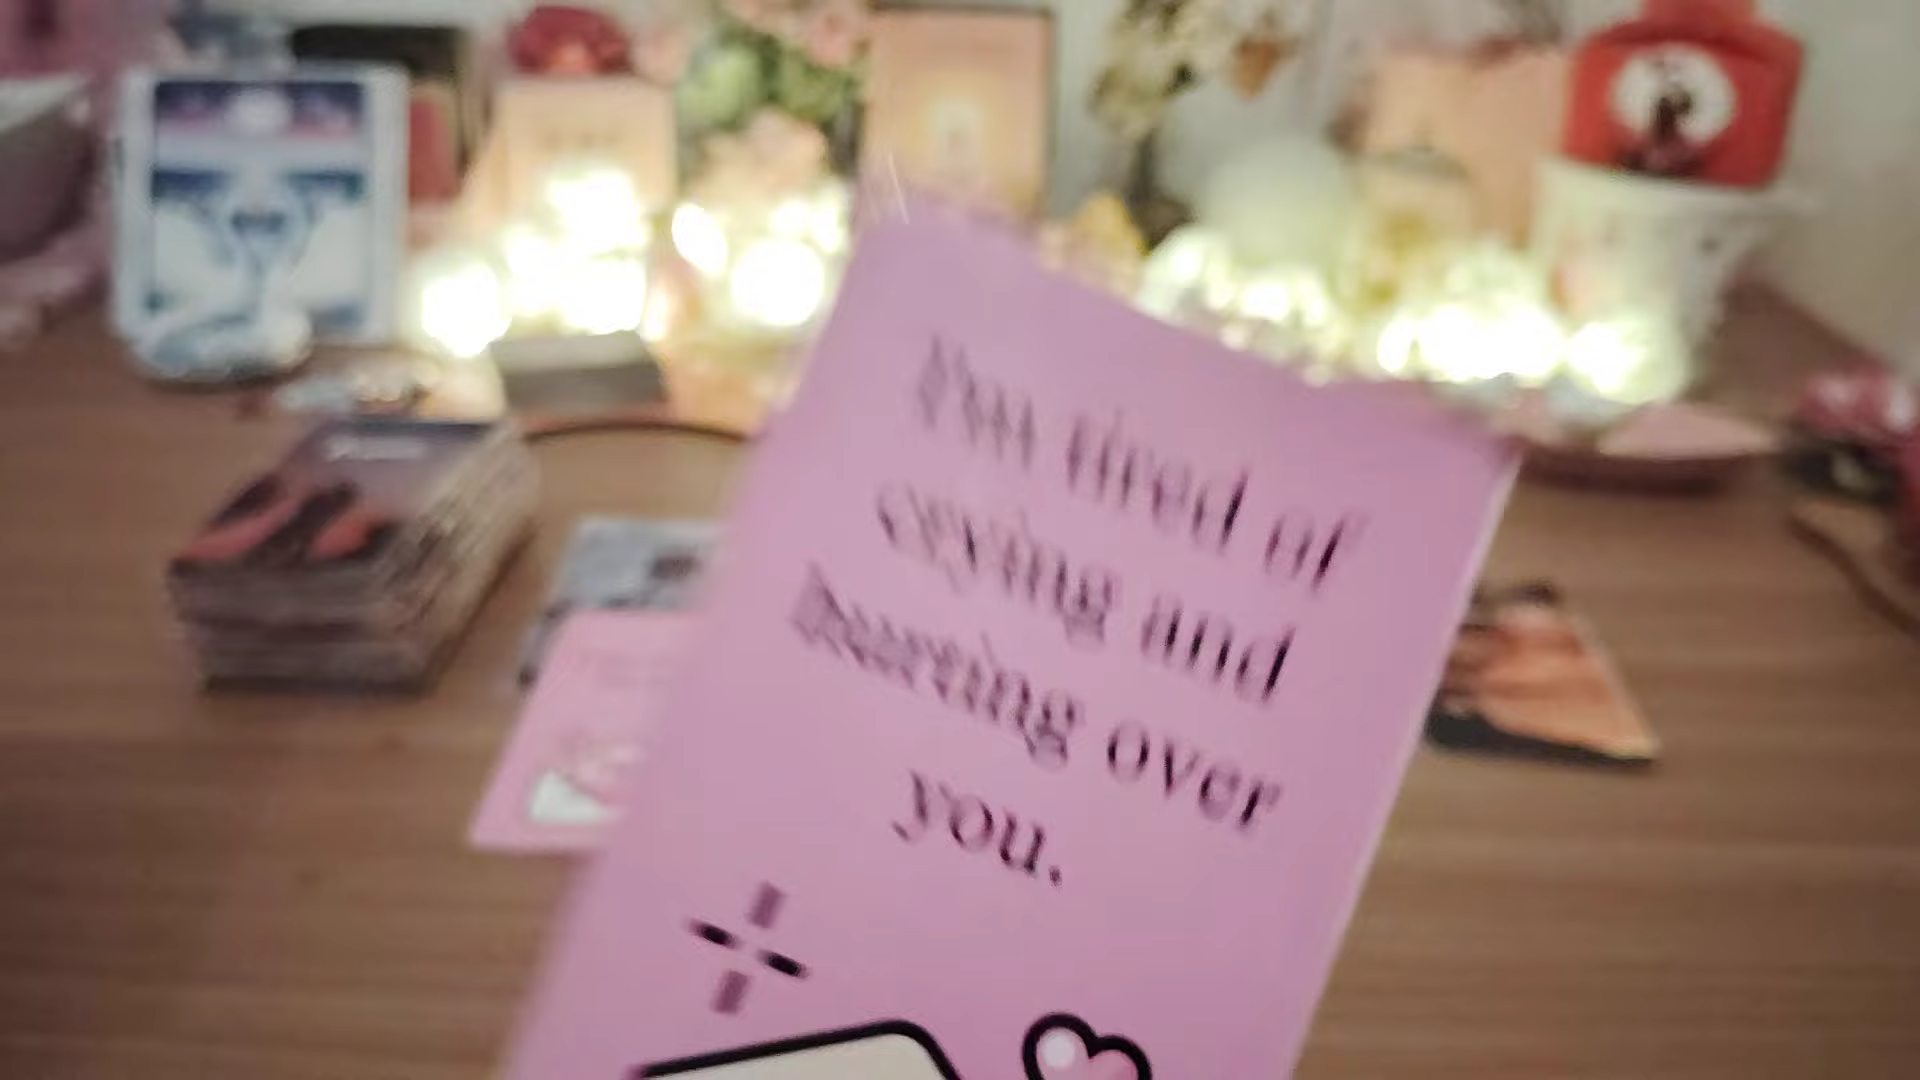 I'm tired of
crying and
hurting over
you.